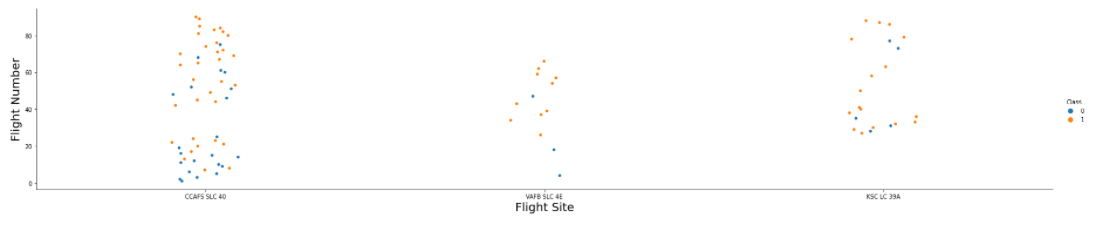 Flight Number
80
60
40
20
0
CCAFS SLC 40
VAFB SLC 4E
KSC LC 39A
Flight Site
Class
0
1